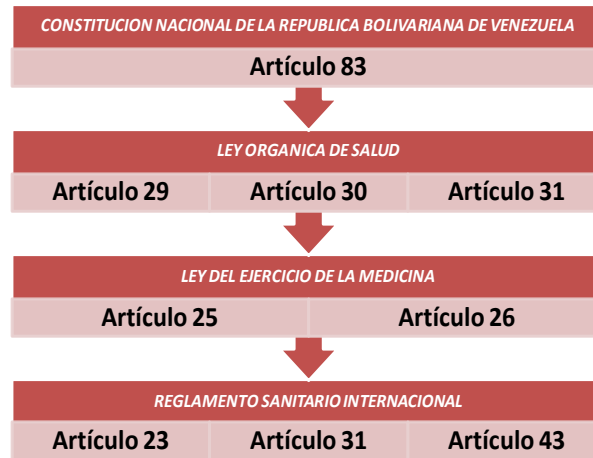 CONSTITUCION NACIONAL DE LA REPUBLICA BOLIVARIANA DE VENEZUELA
Artículo 83
LEY ORGANICA DE SALUD
Artículo 29 Artículo 30 Artículo 31
LEY DEL EJERCICIO DE LA MEDICINA
Artículo 25 Artículo 26
REGLAMENTO SANITARIO INTERNACIONAL
Artículo 23 Artículo 31 Artículo 43